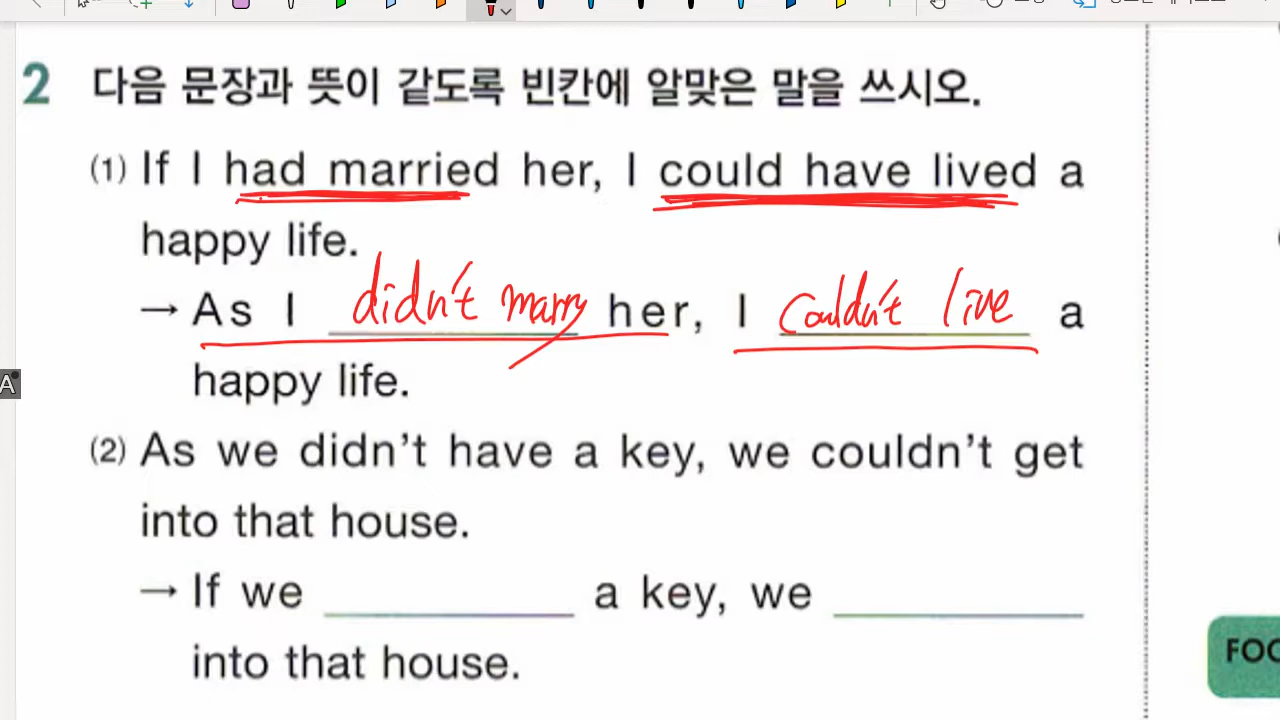 2 다음 문장과 뜻이 같도록 빈칸에 알맞은 말을 쓰시오.
(1) If I had married her, I could have lived a
happy life.
→ As I didn't marry her, I couldn't live a
happy life.
(2) As we didn't have a key, we couldn't get
into that house.
→ If we ________ a key, we ________
into that house.
A